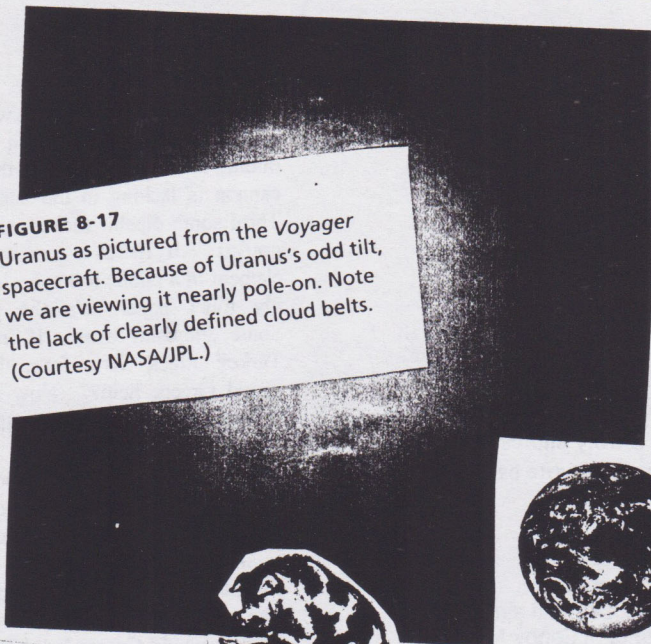 FIGURE 8-17
Uranus as pictured from the Voyager
spacecraft. Because of Uranus's odd tilt,
we are viewing it nearly pole-on. Note
the lack of clearly defined cloud belts.
(Courtesy NASA/JPL.)